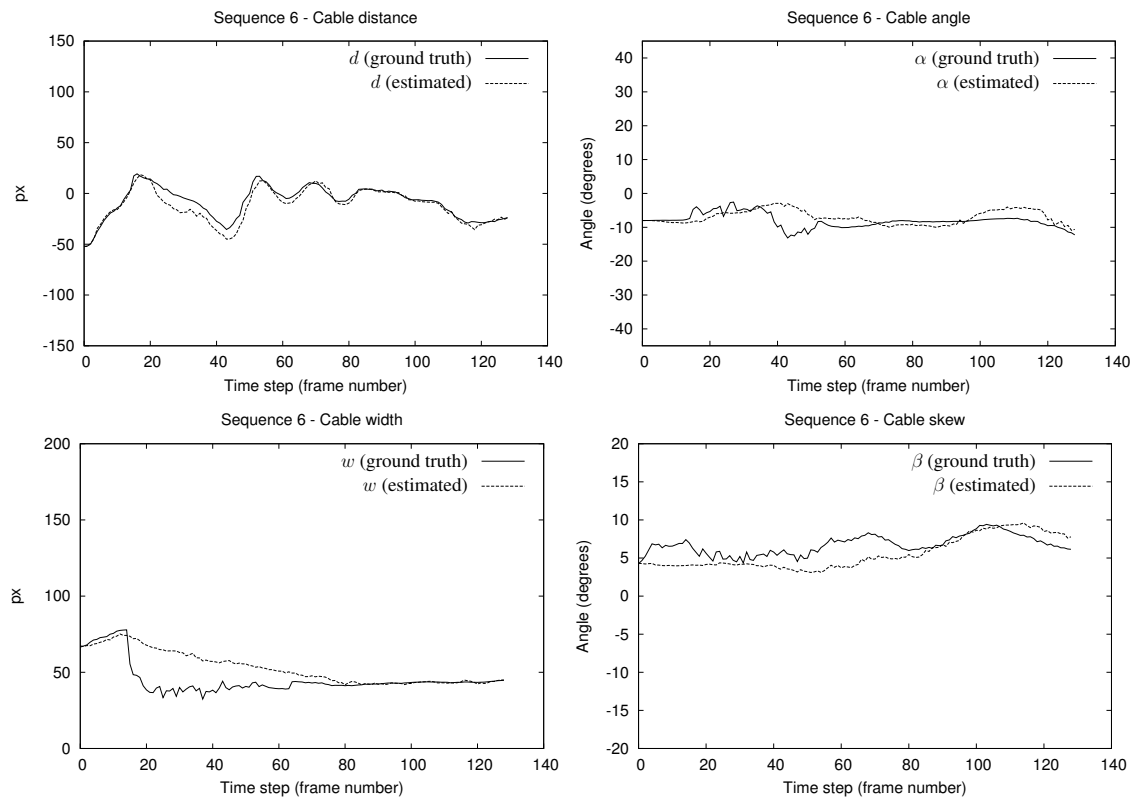 Sequence 6 - Cable distance
150
100
50
0
-50
-100
-150
px
0 20 40 60 80 100 120 140
Time step (frame number)
d (ground truth)
d (estimated)
Sequence 6 - Cable angle
40
30
20
10
0
-10
-20
-30
-40
Angle (degrees)
0 20 40 60 80 100 120 140
Time step (frame number)
α (ground truth)
α (estimated)
Sequence 6 - Cable width
200
150
100
50
0
px
0 20 40 60 80 100 120 140
Time step (frame number)
w (ground truth)
w (estimated)
Sequence 6 - Cable skew
20
15
10
5
0
-5
-10
-15
-20
Angle (degrees)
0 20 40 60 80 100 120 140
Time step (frame number)
β (ground truth)
β (estimated)